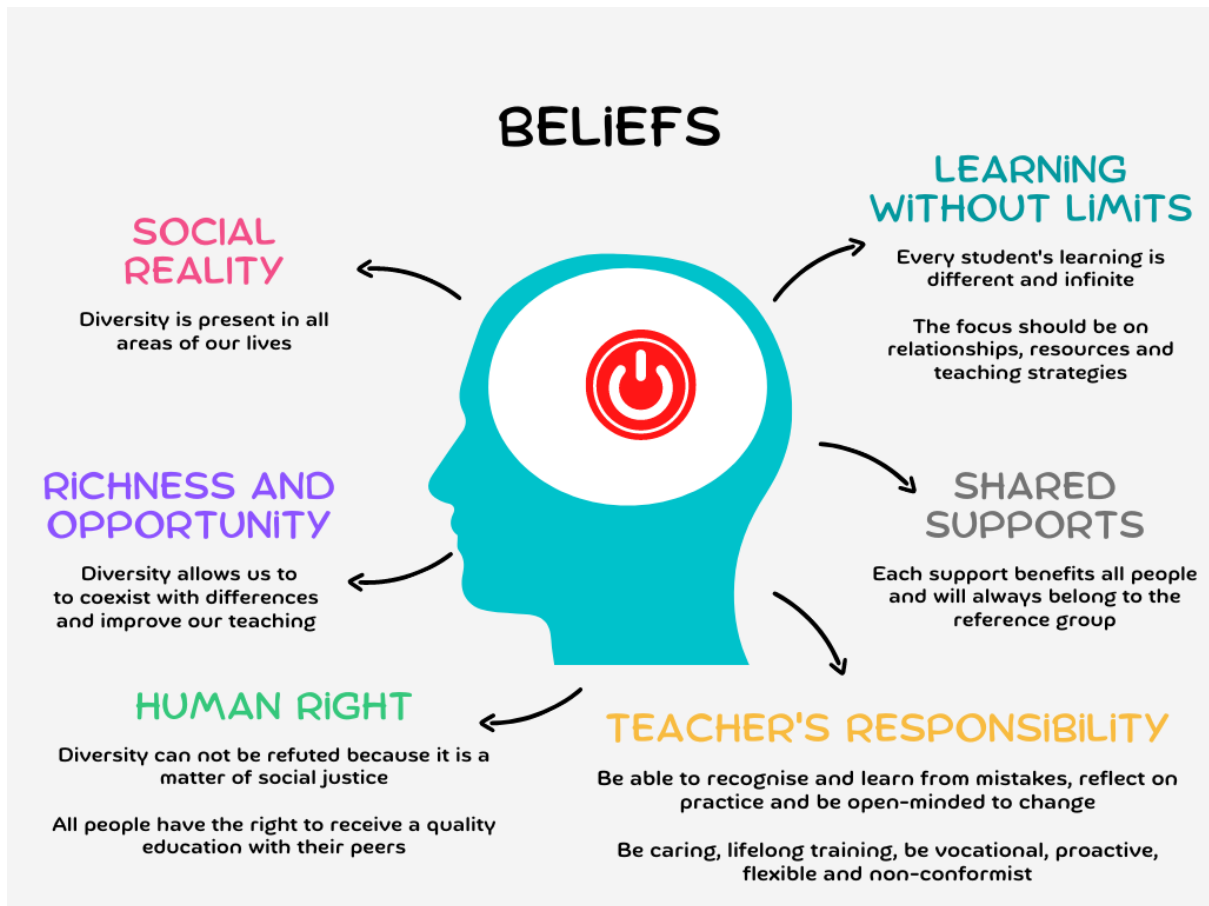 BELiEFS
SOCIAL
REALITY
Diversity is present in all
areas of our lives
RiCHNESS AND
OPPORTUNiTY
Diversity allows us to
to coexist with differences
and improve our teaching
HUMAN RiGHT
Diversity can not be refuted because it is a
matter of social justice
All people have the right to receive a quality
education with their peers
LEARNiNG
WiTHOUT LiMiTS
Every student's learning is
different and infinite
The focus should be on
relationships, resources and
teaching strategies
SHARED
SUPPORTS
Each support benefits all people
and will always belong to the
reference group
TEACHER'S RESPONSiBiLiTY
Be able to recognise and learn from mistakes, reflect on
practice and be open-minded to change
Be caring, lifelong training, be vocational, proactive,
flexible and non-conformist